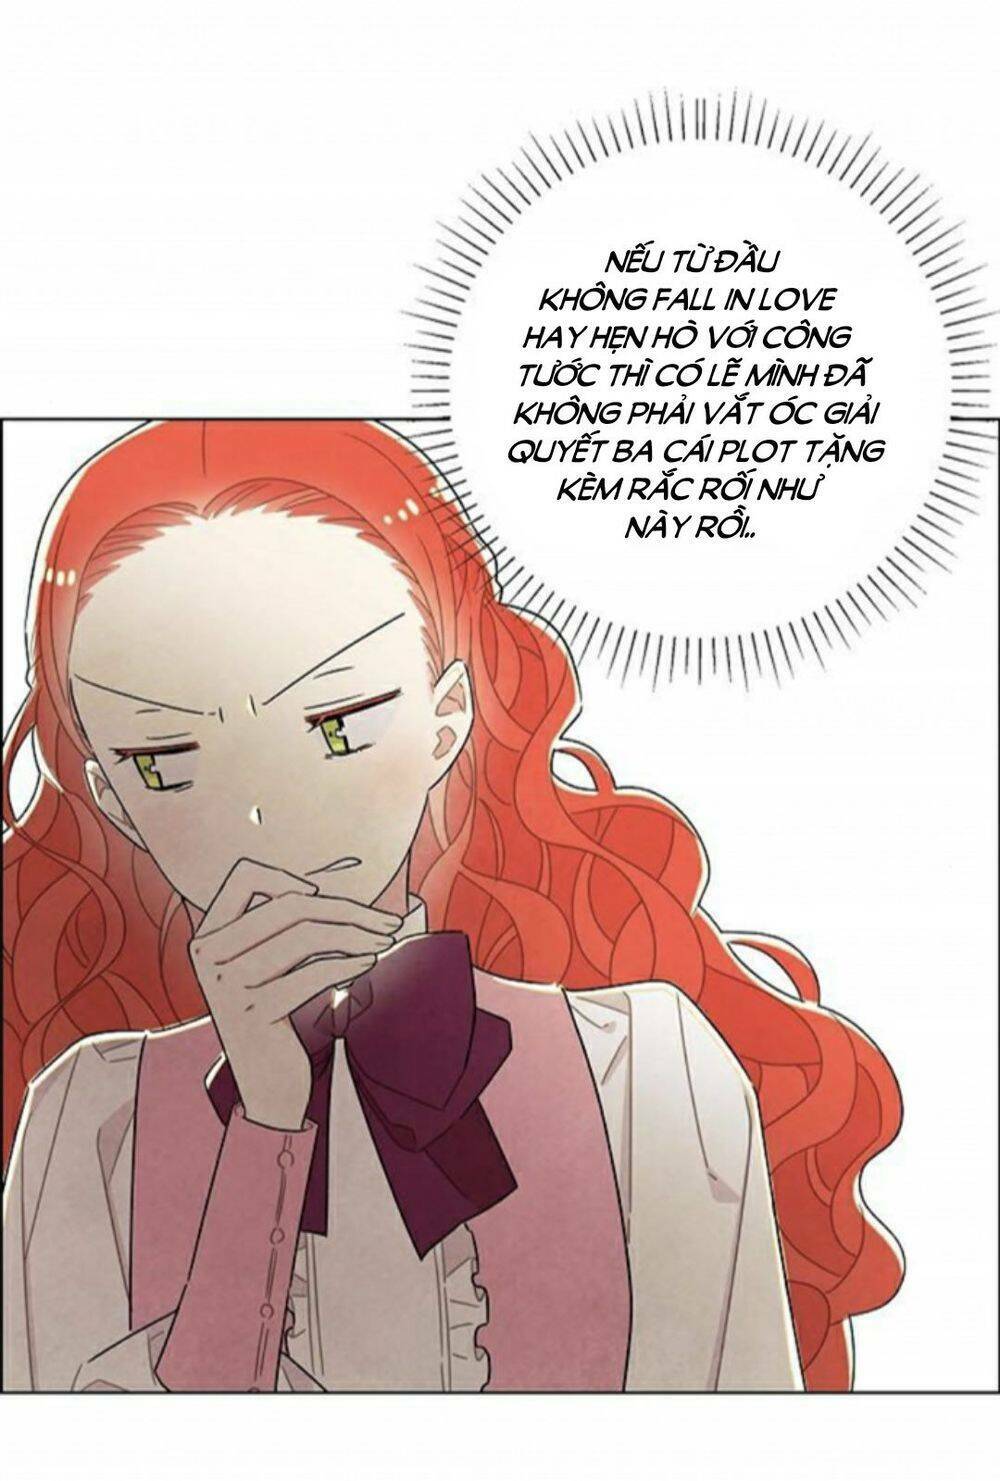 NẾU TỪ ĐẦU
KHÔNG FALL IN LOVE
HAY HẸN HÒ VỚI CÔNG
TƯỚC THÌ CÓ LẼ MÌNH ĐÃ
KHÔNG PHẢI VẮT ÓC GIẢI
QUYẾT BA CÁI PLOT TẶNG
KÈM RẮC RỐI NHƯ
NÀY RỒI..